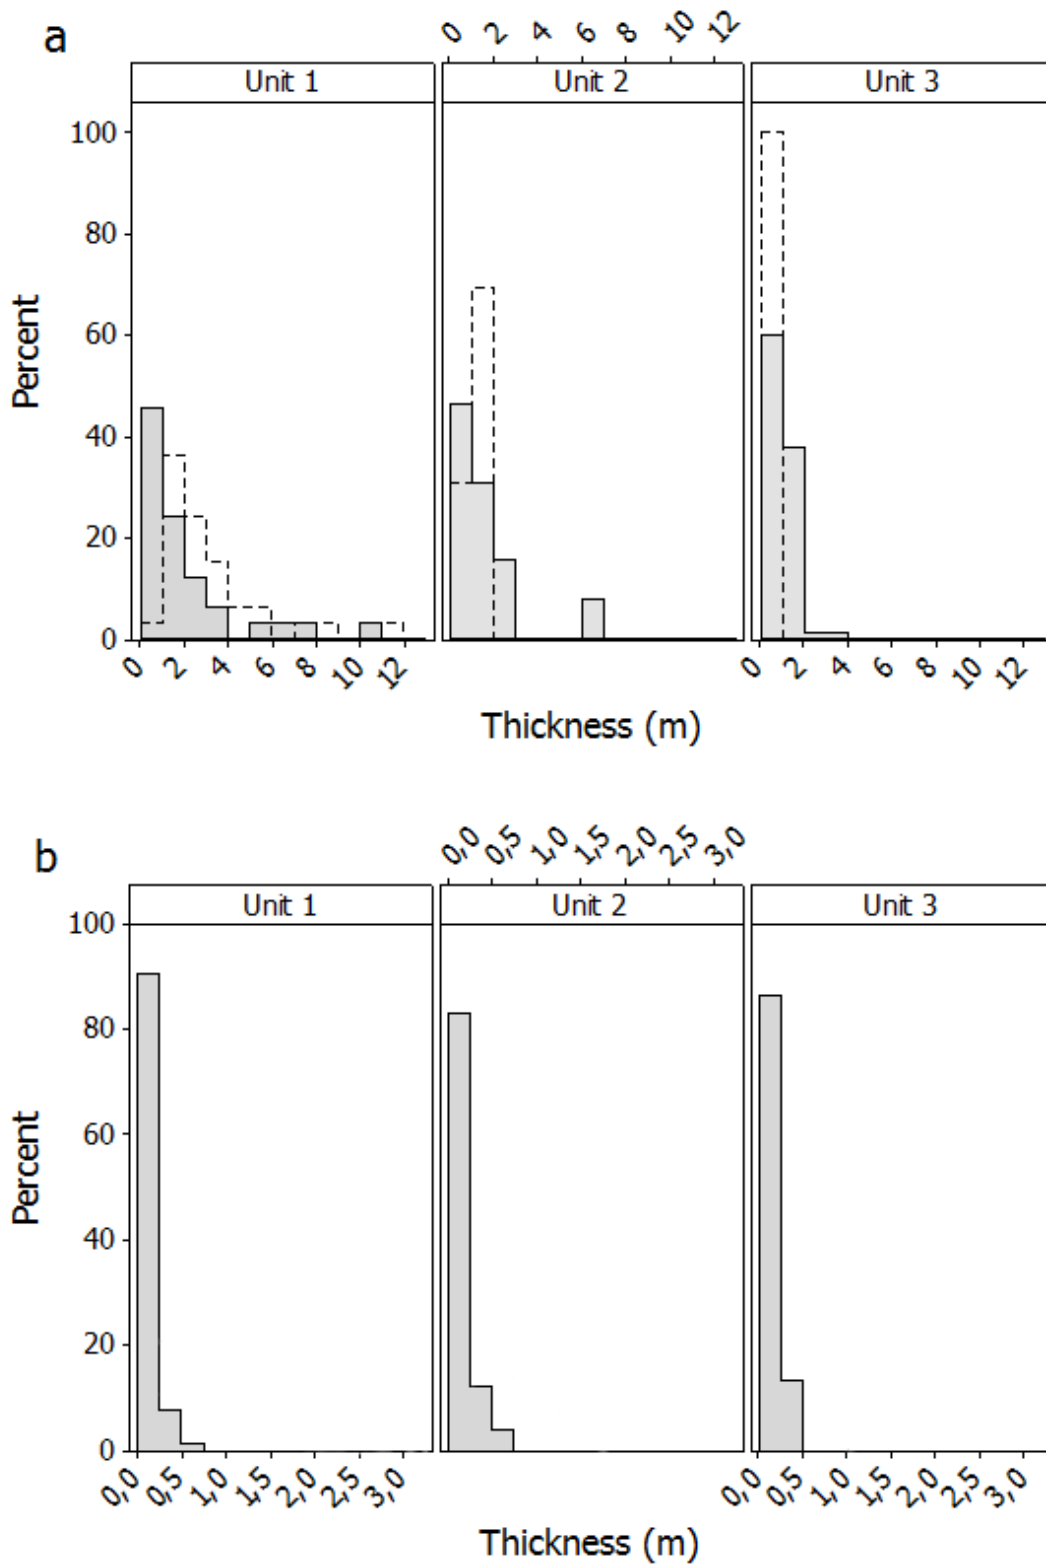 a
0 2 4 6 8 10 12
Unit 1 Unit 2 Unit 3
100
80
60
40
20
0
Percent
0 2 4 6 8 10 12 0 2 4 6 8 10 12
Thickness (m)
b
0,0 0,5 1,0 1,5 2,0 2,5 3,0
Unit 1 Unit 2 Unit 3
100
80
60
40
20
0
Percent
0,0 0,5 1,0 1,5 2,0 2,5 3,0 0,0 0,5 1,0 1,5 2,0 2,5 3,0
Thickness (m)